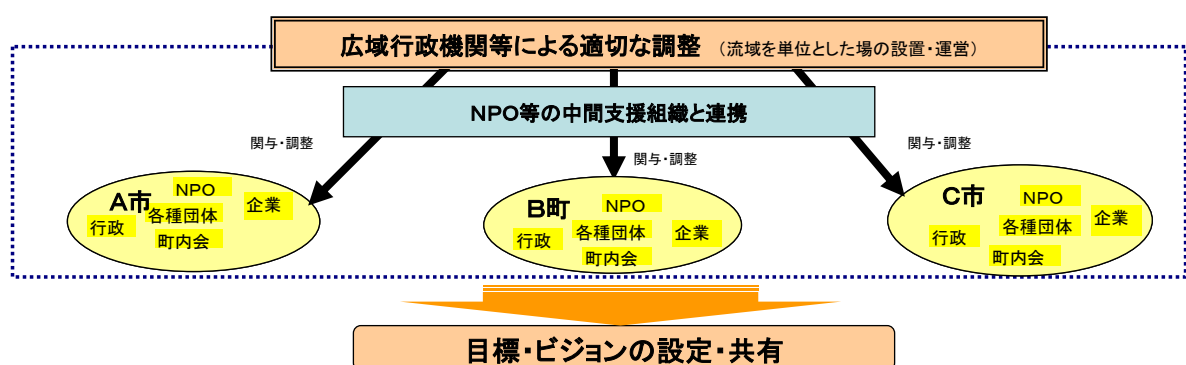 広域行政機関等による適切な調整 （流域を単位とした場の設置・運営）
NPO等の中間支援組織と連携
関与・調整
関与・調整
関与・調整
A市
NPO
企業
各種団体
行政
町内会
B町
NPO
各種団体
企業
行政
町内会
C市
NPO
企業
各種団体
行政
町内会
目標・ビジョンの設定・共有